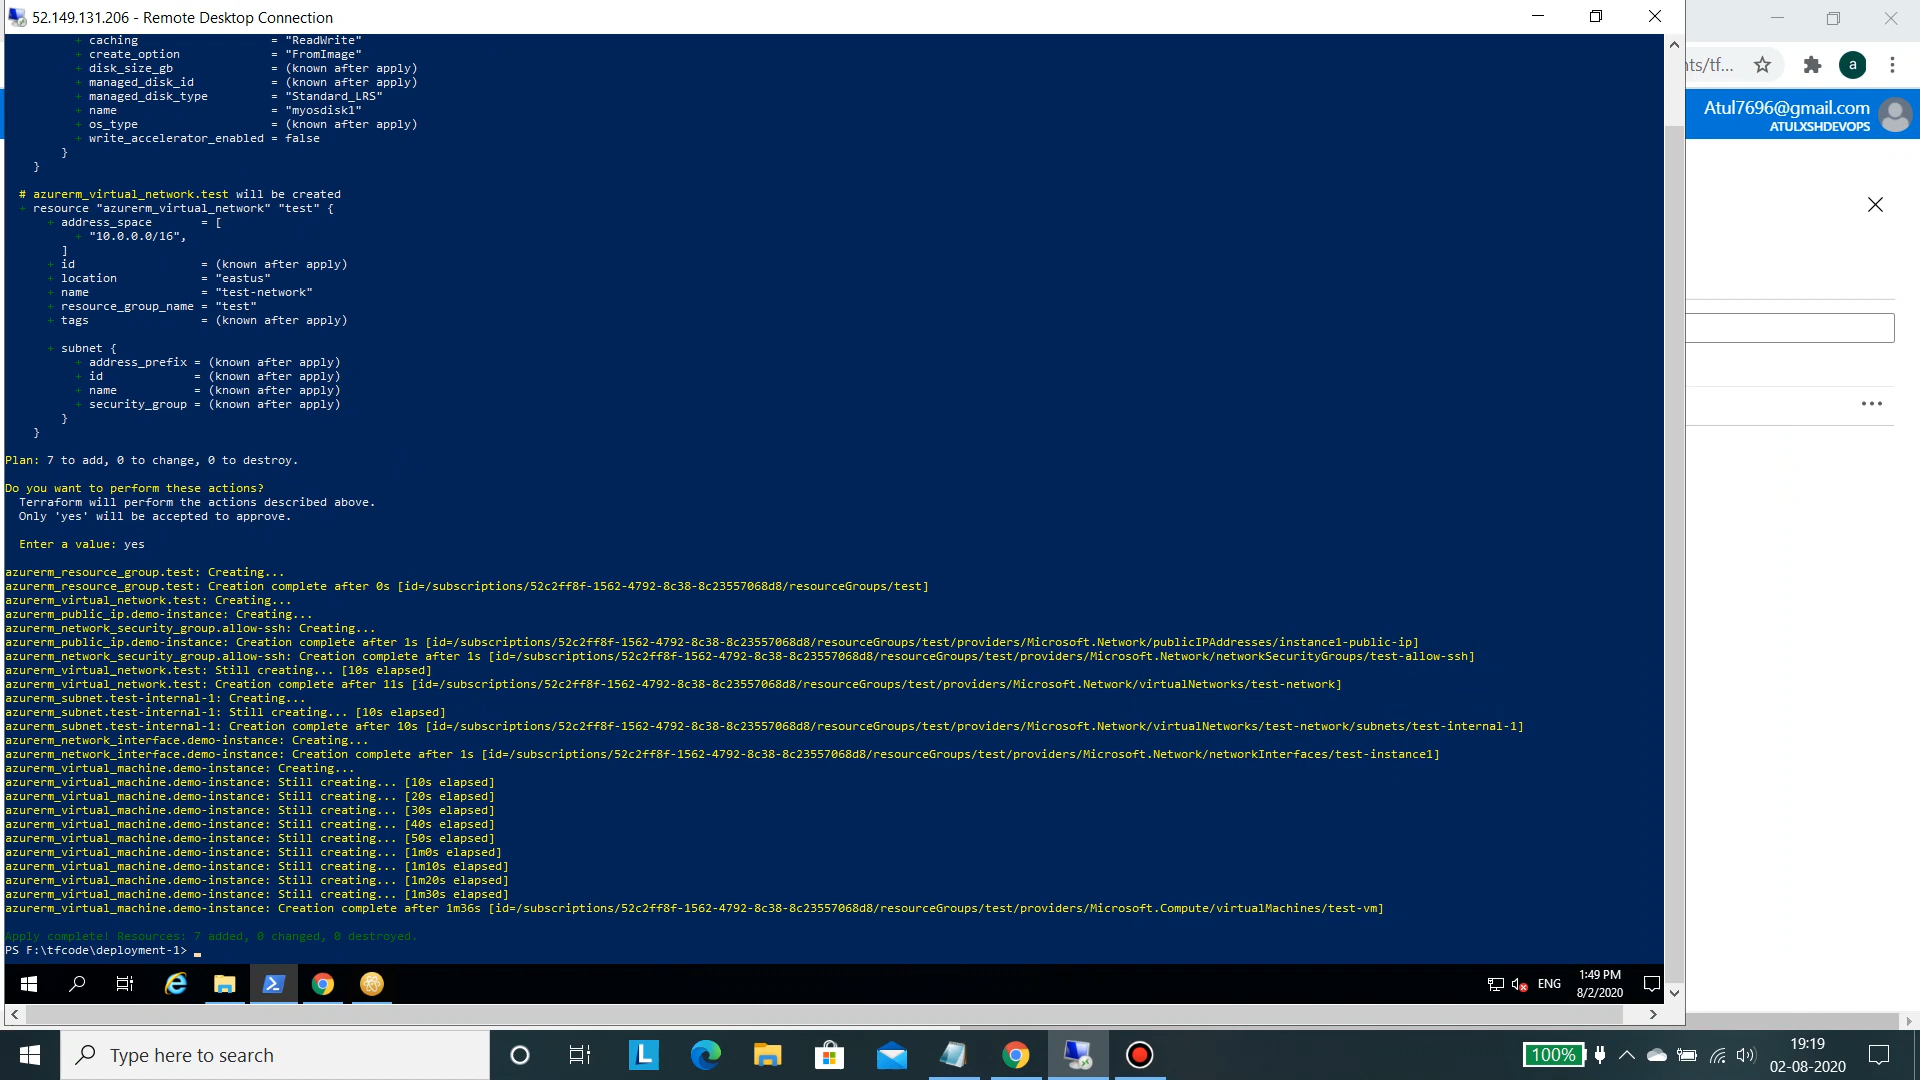 52.149.131.206 - Remote Desktop Connection
+ caching = "ReadWrite"
+ create_option = "FromImage"
+ disk_size_gb = (known after apply)
+ managed_disk_id = (known after apply)
+ managed_disk_type = "Standard_LRS"
+ name = "myosdisk1"
+ os_type = (known after apply)
+ write_accelerator_enabled = false
}
}
# azurerm_virtual_network.test will be created
+ resource "azurerm_virtual_network" "test" {
+ address_space = [
+ "10.0.0.0/16",
]
+ id = (known after apply)
+ location = "eastus"
+ name = "test-network"
+ resource_group_name = "test"
+ tags = (known after apply)
+ subnet {
+ address_prefix = (known after apply)
+ id = (known after apply)
+ name = (known after apply)
+ security_group = (known after apply)
}
}
Plan: 7 to add, 0 to change, 0 to destroy.
Do you want to perform these actions?
Terraform will perform the actions described above.
Only 'yes' will be accepted to approve.
Enter a value: yes
azurerm_resource_group.test: Creating...
azurerm_resource_group.test: Creation complete after 0s [id=/subscriptions/52c2ff8f-1562-4792-8c38-8c23557068d8/resourceGroups/test]
azurerm_virtual_network.test: Creating...
azurerm_public_ip.demo-instance: Creating...
azurerm_network_security_group.allow-ssh: Creating...
azurerm_public_ip.demo-instance: Creation complete after 1s [id=/subscriptions/52c2ff8f-1562-4792-8c38-8c23557068d8/resourceGroups/test/providers/Microsoft.Network/publicIPAddresses/instance1-public-ip]
azurerm_network_security_group.allow-ssh: Creation complete after 1s [id=/subscriptions/52c2ff8f-1562-4792-8c38-8c23557068d8/resourceGroups/test/providers/Microsoft.Network/networkSecurityGroups/test-allow-ssh]
azurerm_virtual_network.test: Still creating... [10s elapsed]
azurerm_virtual_network.test: Creation complete after 11s [id=/subscriptions/52c2ff8f-1562-4792-8c38-8c23557068d8/resourceGroups/test/providers/Microsoft.Network/virtualNetworks/test-network]
azurerm_subnet.test-internal-1: Creating...
azurerm_subnet.test-internal-1: Still creating... [10s elapsed]
azurerm_subnet.test-internal-1: Creation complete after 10s [id=/subscriptions/52c2ff8f-1562-4792-8c38-8c23557068d8/resourceGroups/test/providers/Microsoft.Network/virtualNetworks/test-network/subnets/test-internal-1]
azurerm_network_interface.demo-instance: Creating...
azurerm_network_interface.demo-instance: Creation complete after 1s [id=/subscriptions/52c2ff8f-1562-4792-8c38-8c23557068d8/resourceGroups/test/providers/Microsoft.Network/networkInterfaces/test-instance1]
azurerm_virtual_machine.demo-instance: Creating...
azurerm_virtual_machine.demo-instance: Still creating... [10s elapsed]
azurerm_virtual_machine.demo-instance: Still creating... [20s elapsed]
azurerm_virtual_machine.demo-instance: Still creating... [30s elapsed]
azurerm_virtual_machine.demo-instance: Still creating... [40s elapsed]
azurerm_virtual_machine.demo-instance: Still creating... [50s elapsed]
azurerm_virtual_machine.demo-instance: Still creating... [1m0s elapsed]
azurerm_virtual_machine.demo-instance: Still creating... [1m10s elapsed]
azurerm_virtual_machine.demo-instance: Still creating... [1m20s elapsed]
azurerm_virtual_machine.demo-instance: Still creating... [1m30s elapsed]
azurerm_virtual_machine.demo-instance: Creation complete after 1m36s [id=/subscriptions/52c2ff8f-1562-4792-8c38-8c23557068d8/resourceGroups/test/providers/Microsoft.Compute/virtualMachines/test-vm]
Apply complete! Resources: 7 added, 0 changed, 0 destroyed.
PS F:\tfcode\deployment-1>
nts/tf...
a
Atul7696@gmail.com
ATULXSHDEVOPS
ENG
1:49 PM
8/2/2020
Type here to search
L
100%
19:19
02-08-2020